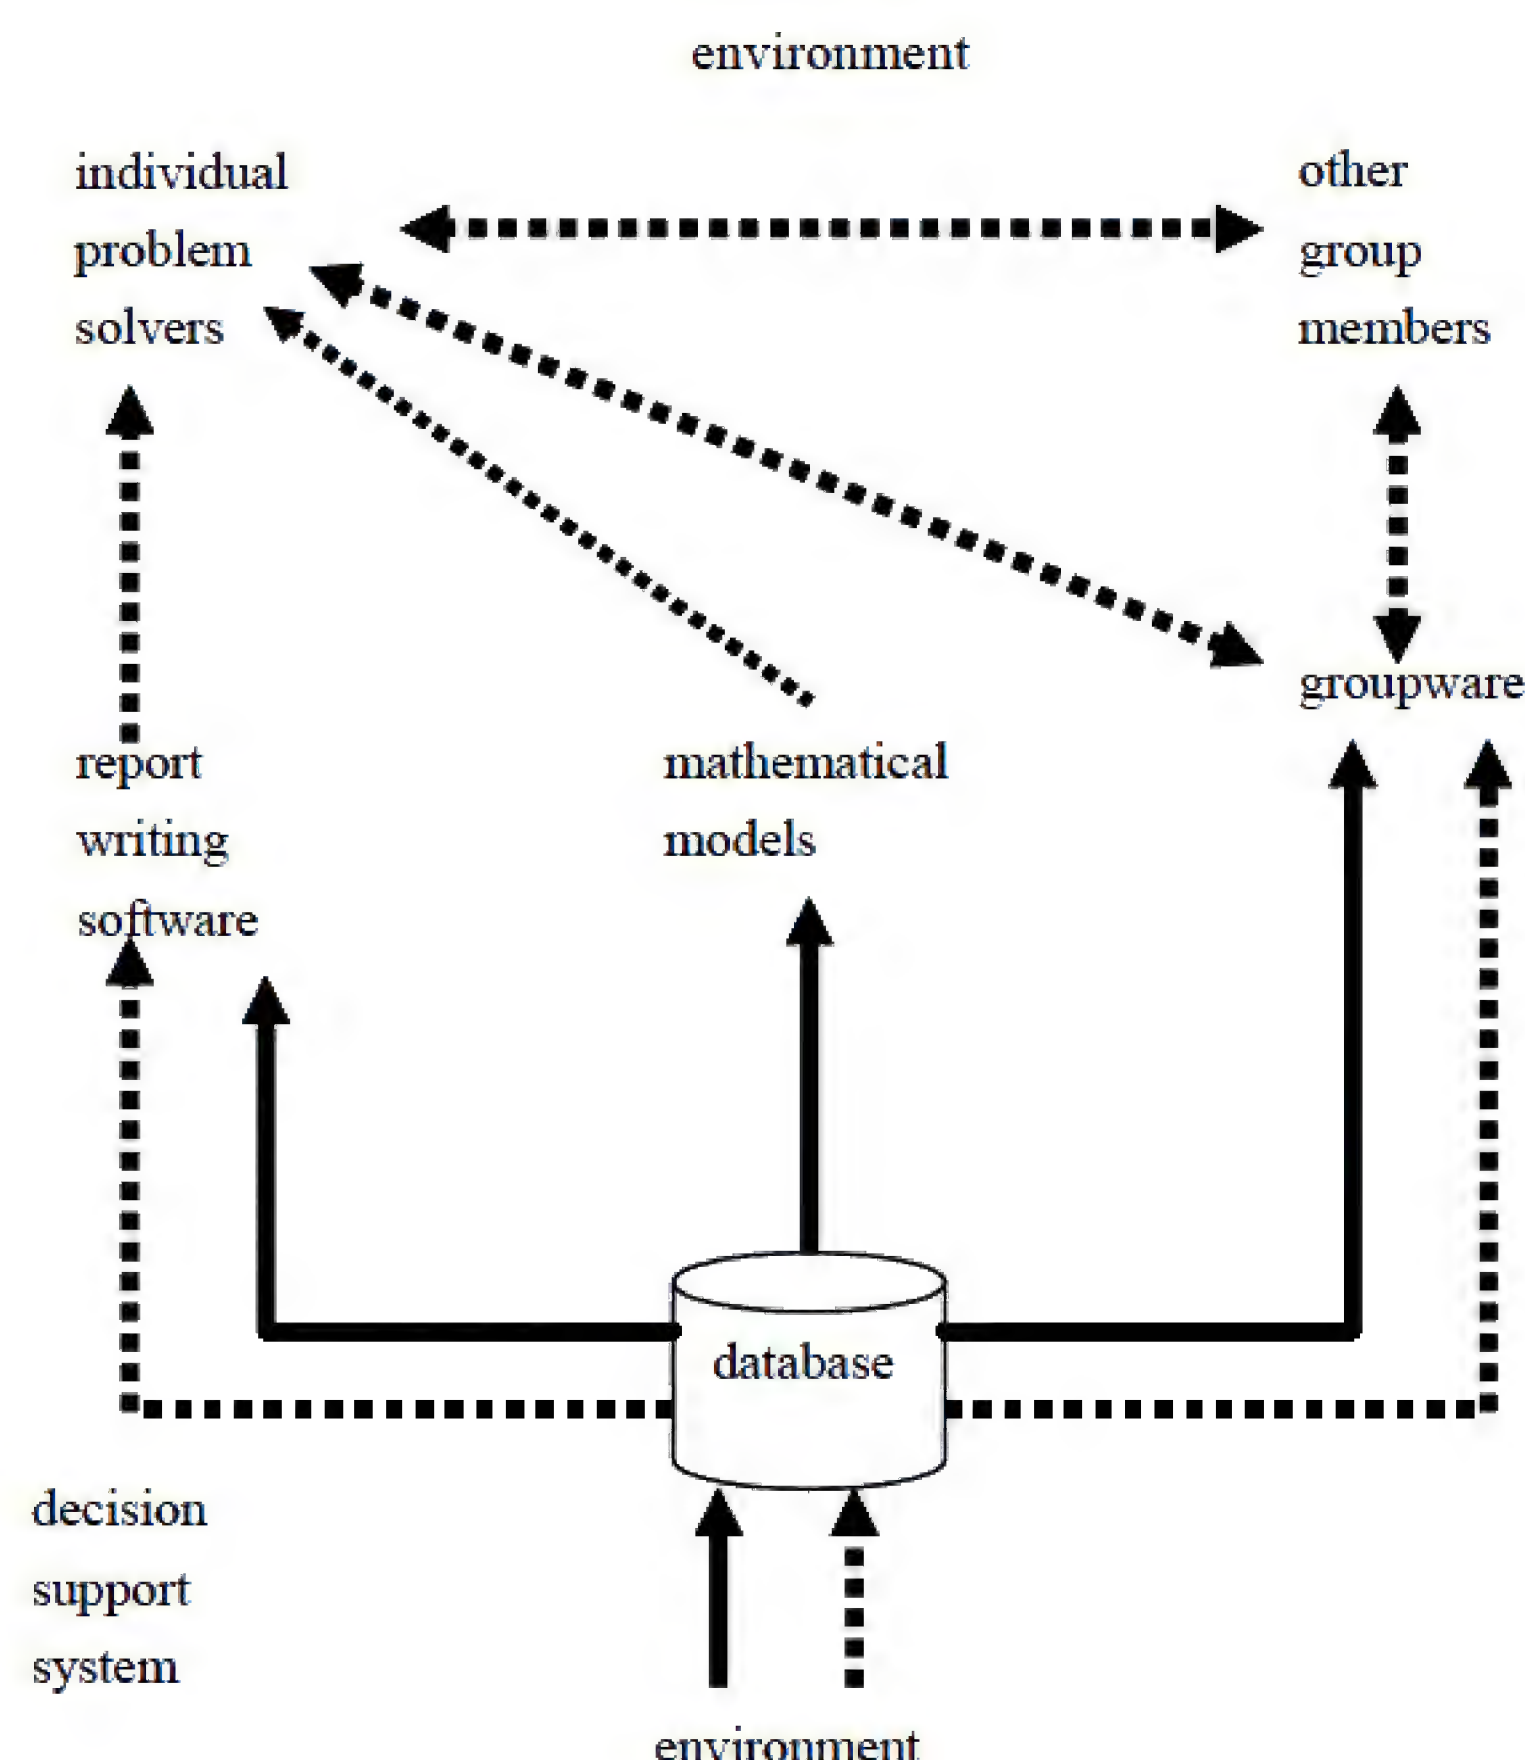 environment
individual
problem
solvers
other
group
members
groupware
report
writing
software
mathematical
models
database
decision
support
system
environment